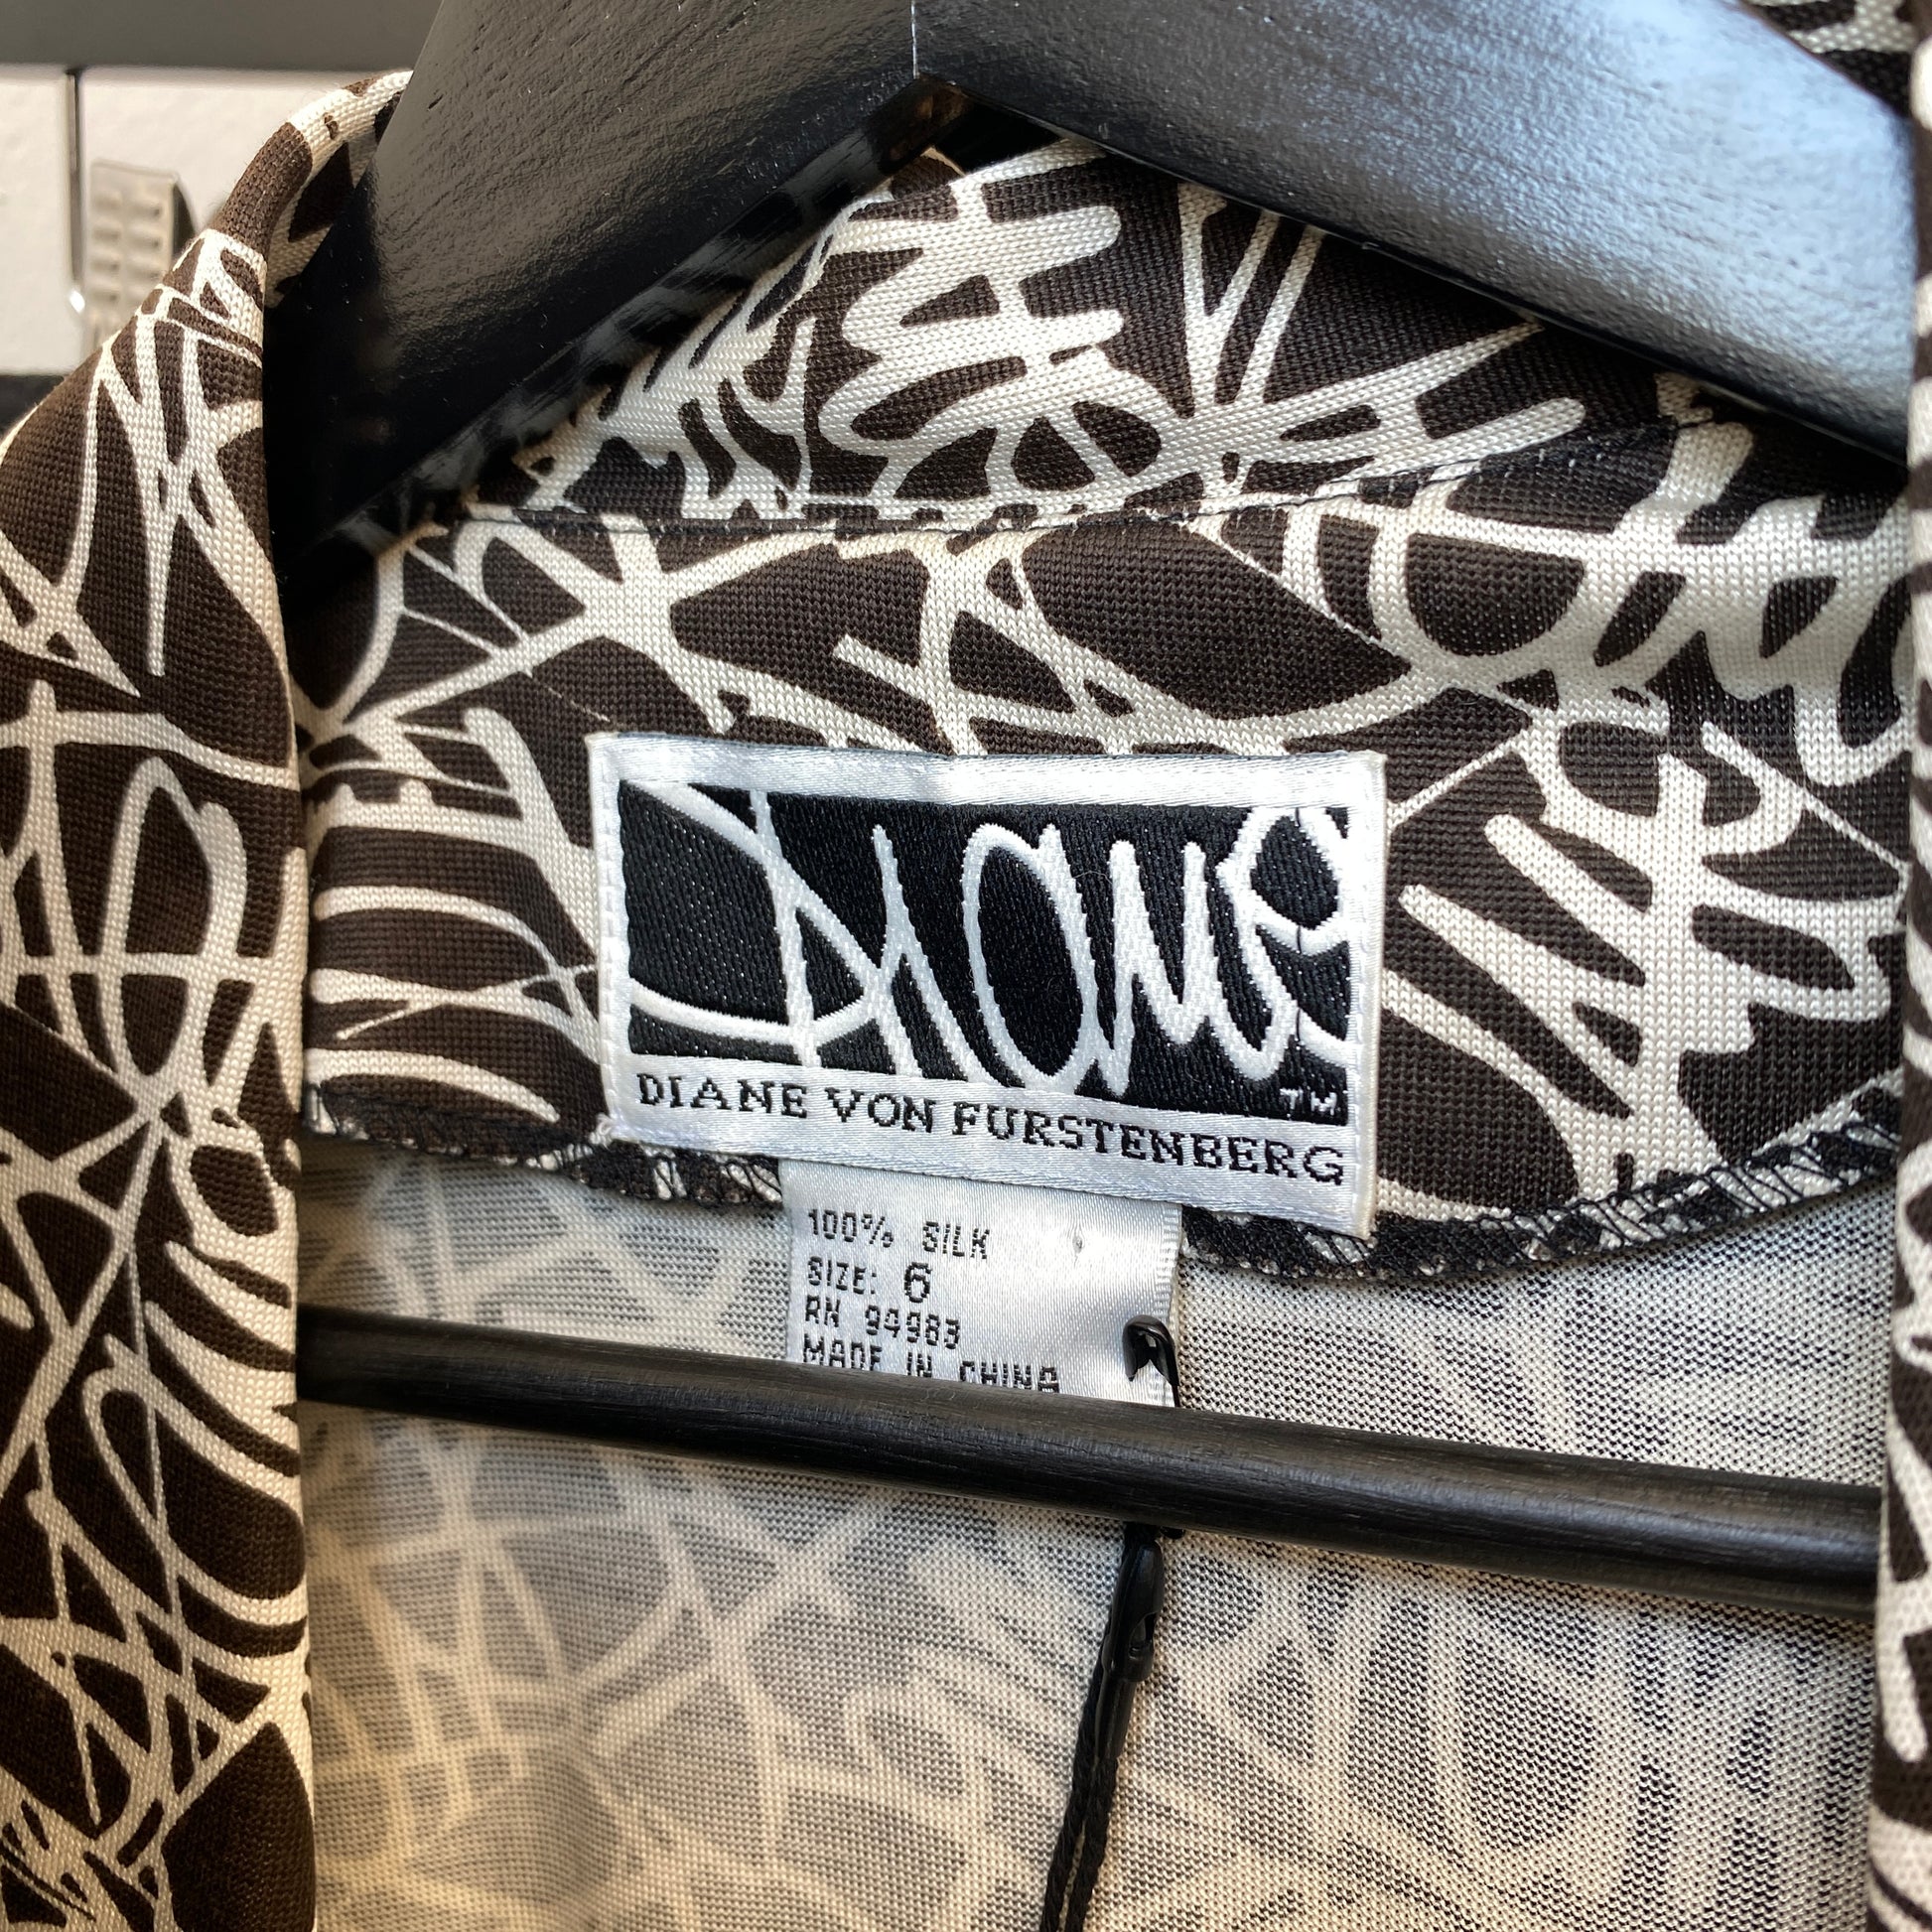 Diane
TM
DIANE VON FURSTENBERG
100% SILK
SIZE: 6
RN 94983
MADE IN CHINA